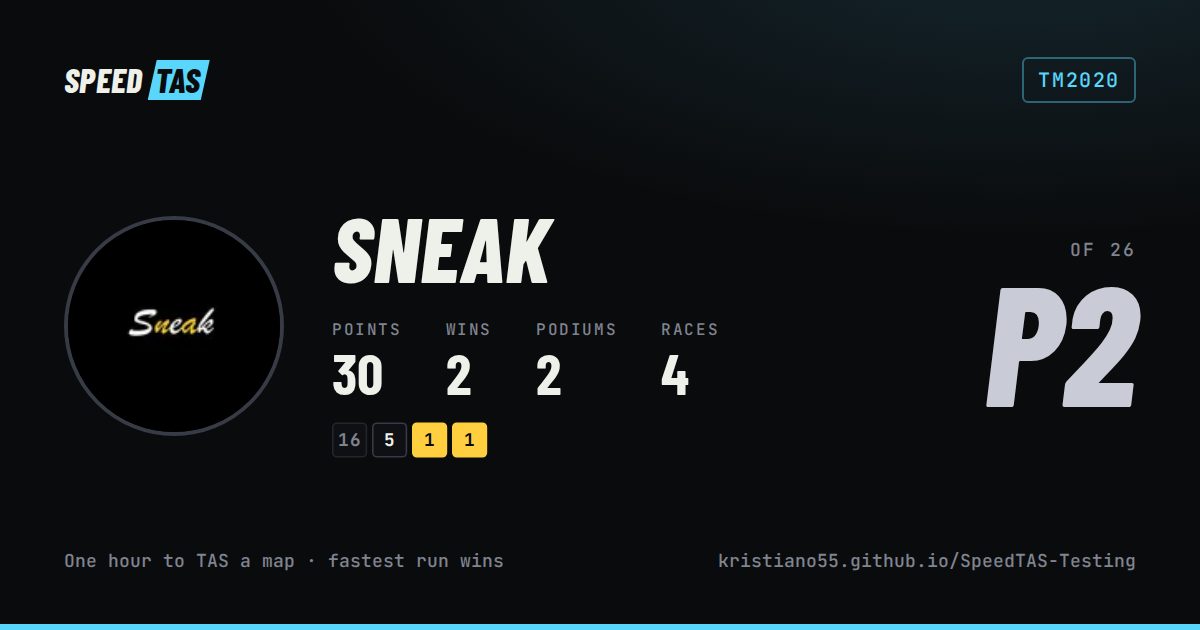 SPEED TAS
TM2020
Sneak
SNEAK
POINTS WINS PODIUMS RACES
30 2 2 4
16 5 1 1
OF 26
P2
One hour to TAS a map · fastest run wins
kristiano55.github.io/SpeedTAS-Testing